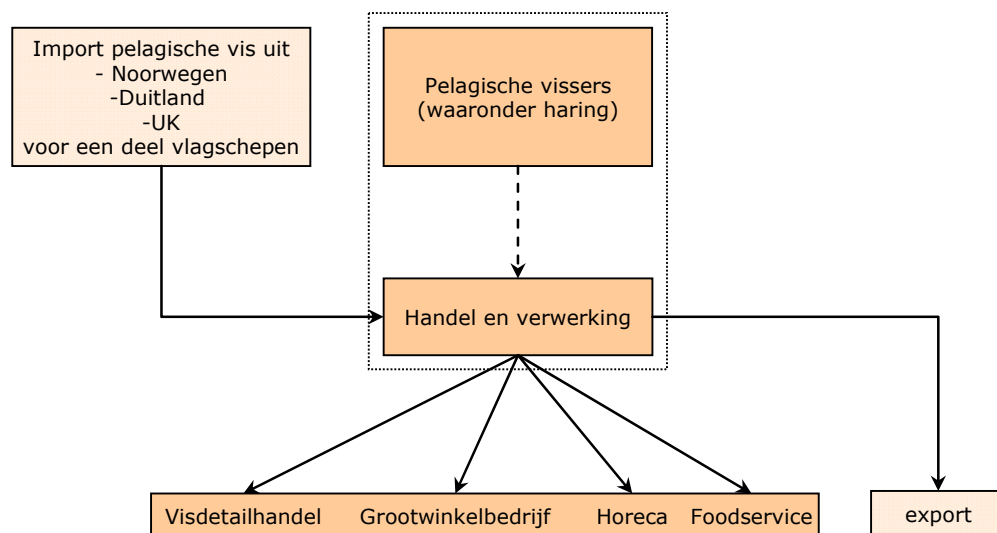 Import pelagische vis uit
- Noorwegen
-Duitland
-UK
voor een deel vlagschepen
Pelagische vissers
(waaronder haring)
Handel en verwerking
Visdetailhandel Grootwinkelbedrijf Horeca Foodservice
export